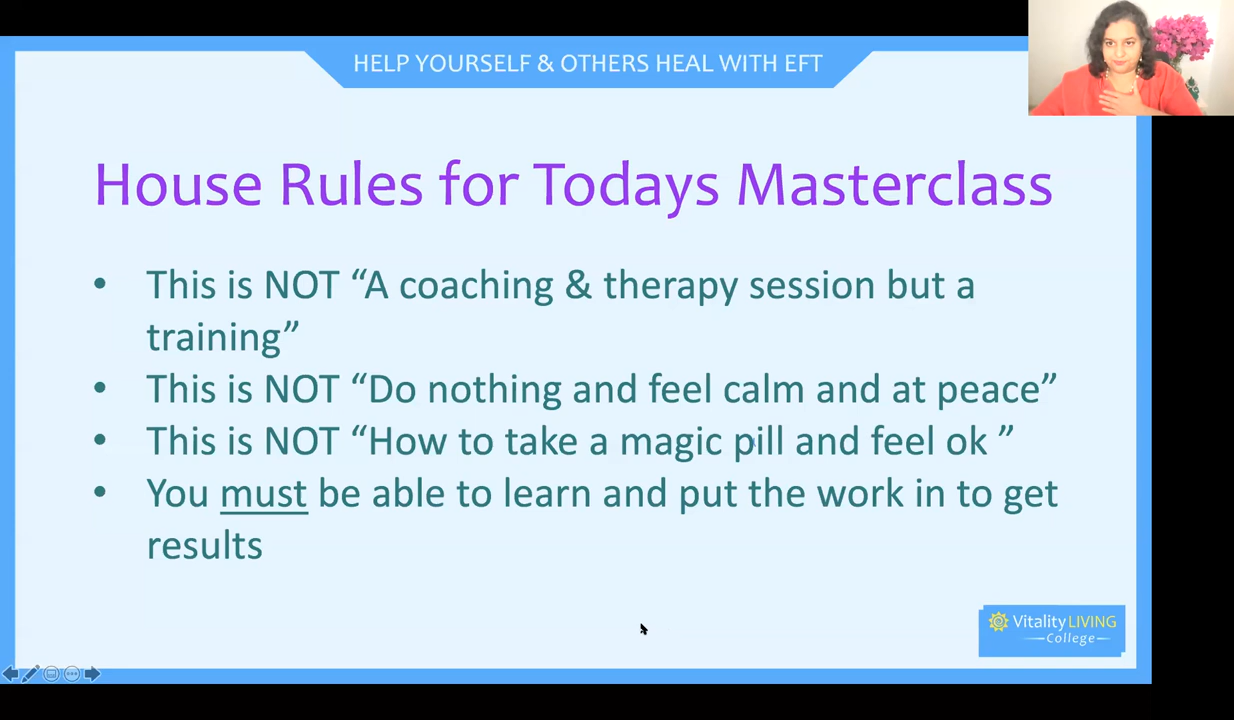 HELP YOURSELF & OTHERS HEAL WITH EFT
House Rules for Todays Masterclass
• This is NOT “A coaching & therapy session but a
training”
• This is NOT “Do nothing and feel calm and at peace”
• This is NOT “How to take a magic pill and feel ok ”
• You must be able to learn and put the work in to get
results
Vitality LIVING
College